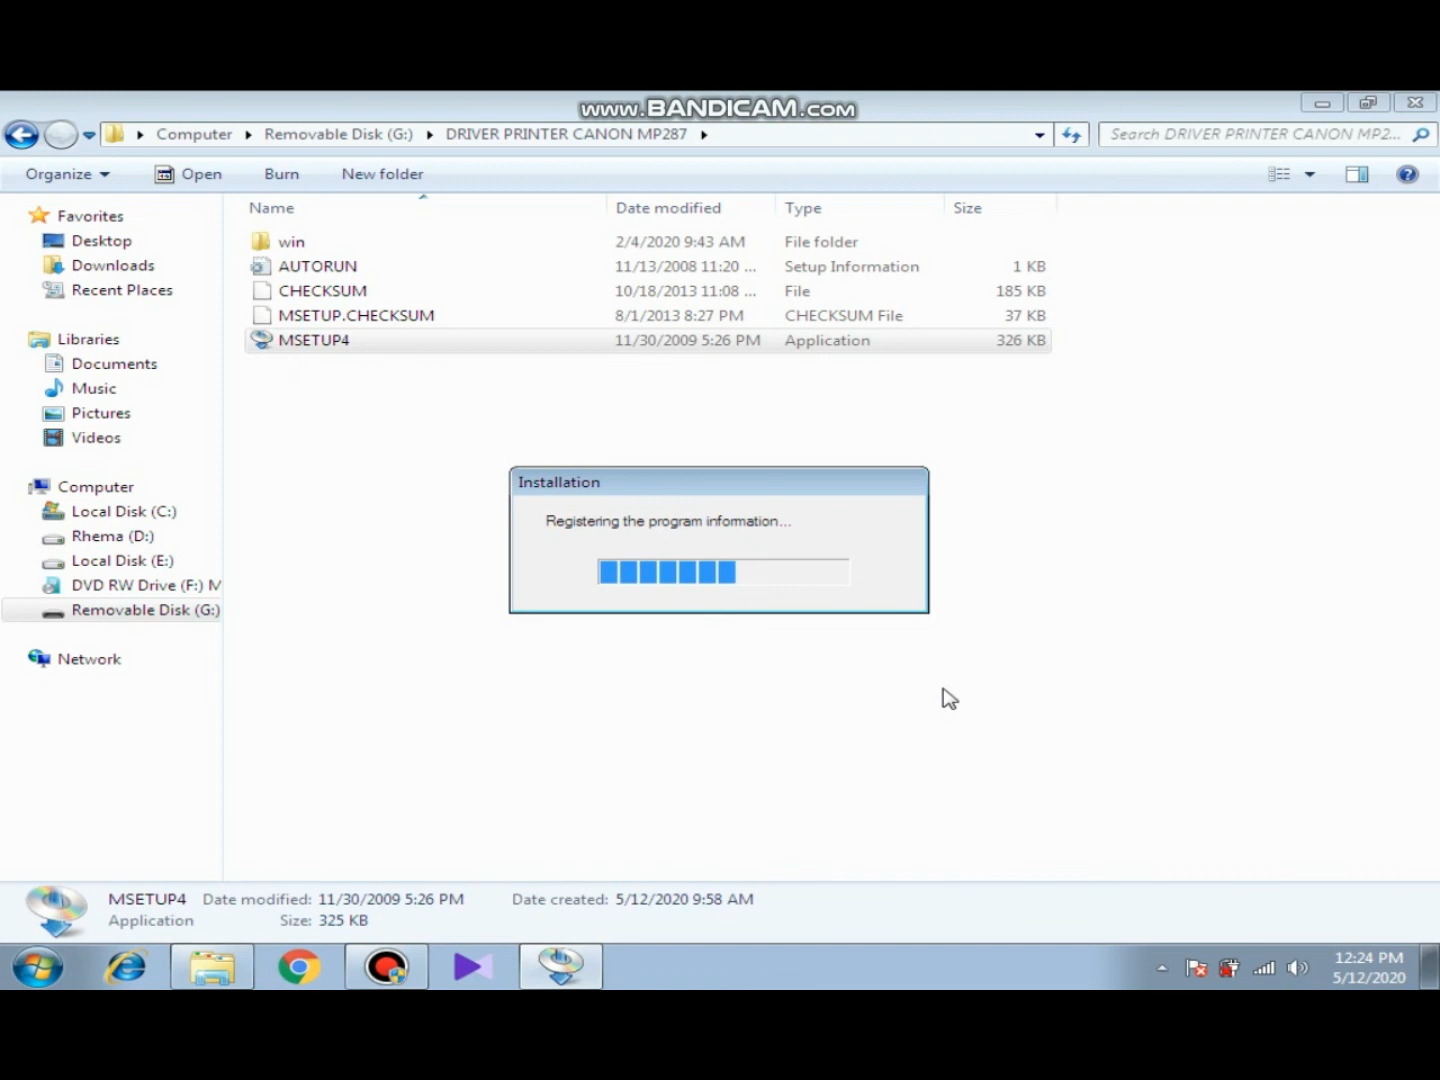 www.BANDICAM.com
Computer Removable Disk (G:) DRIVER PRINTER CANON MP287
Search DRIVER PRINTER CANON MP2...
Organize Open Burn New folder
Name Date modified Type Size
win 2/4/2020 9:43 AM File folder
AUTORUN 11/13/2008 11:20 ... Setup Information 1 KB
CHECKSUM 10/18/2013 11:08 ... File 185 KB
MSETUP.CHECKSUM 8/1/2013 8:27 PM CHECKSUM File 37 KB
MSETUP4 11/30/2009 5:26 PM Application 326 KB
Favorites
Desktop
Downloads
Recent Places
Libraries
Documents
Music
Pictures
Videos
Computer
Local Disk (C:)
Rhema (D:)
Local Disk (E:)
DVD RW Drive (F:) M
Removable Disk (G:)
Network
Installation
Registering the program information...
MSETUP4 Date modified: 11/30/2009 5:26 PM Date created: 5/12/2020 9:58 AM
Application Size: 325 KB
12:24 PM
5/12/2020